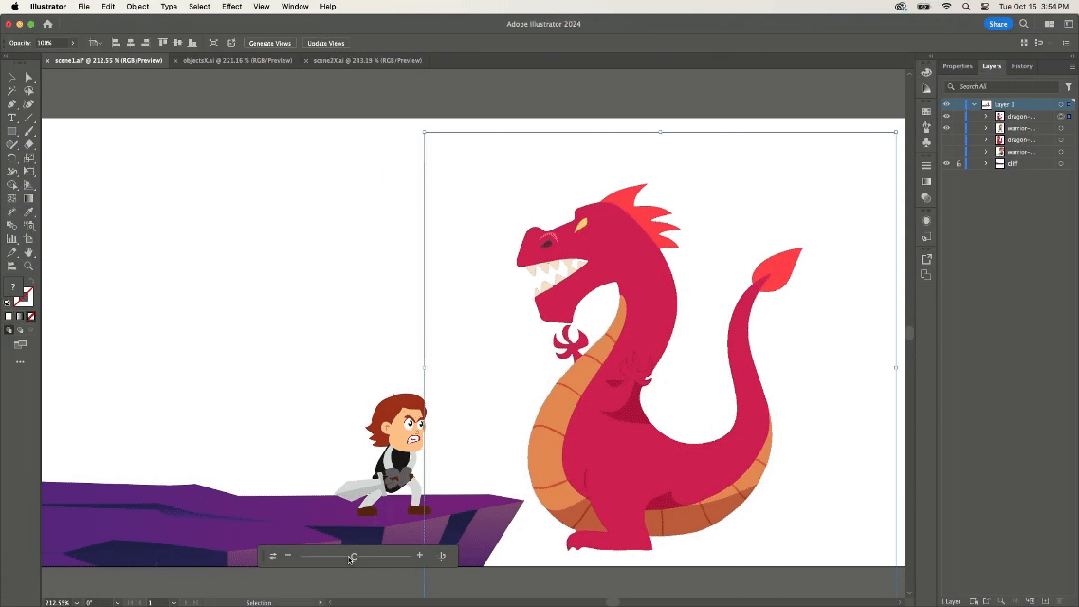 Illustrator File Edit Object Type Select Effect View Window Help Tue Oct 15 3:54 PM
Adobe Illustrator 2024
Share
Opacity: 100% Generate Views Update Views
scene1.ai* @ 212.55 % (RGB/Preview) objectsX.ai @ 221.16 % (RGB/Preview) scene2X.ai @ 243.19 % (RGB/Preview)
Properties Layers History
Search All
Layer 1
dragon-...
warrior-...
dragon-...
warrior-...
cliff
?
212.55% 0° 1 Selection
1 Layer